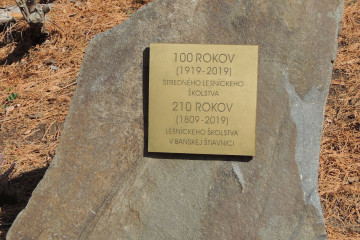 100 ROKOV
(1919-2019)
STREDNÉHO LESNÍCKEHO
ŠKOLSTVA
210 ROKOV
(1809-2019)
LESNÍCKEHO ŠKOLSTVA
V BANSKEJ ŠTIAVNICI